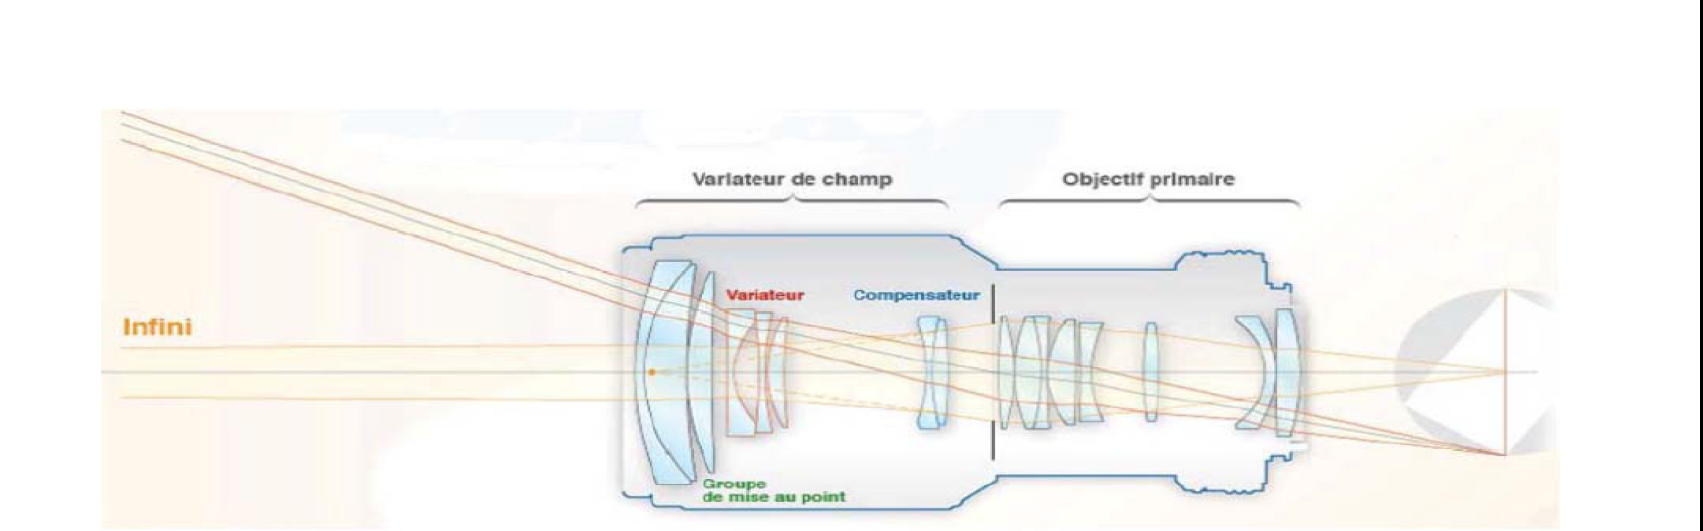 Variateur de champ
Objectif primaire
Variateur
Compensateur
Infini
Groupe
de mise au point